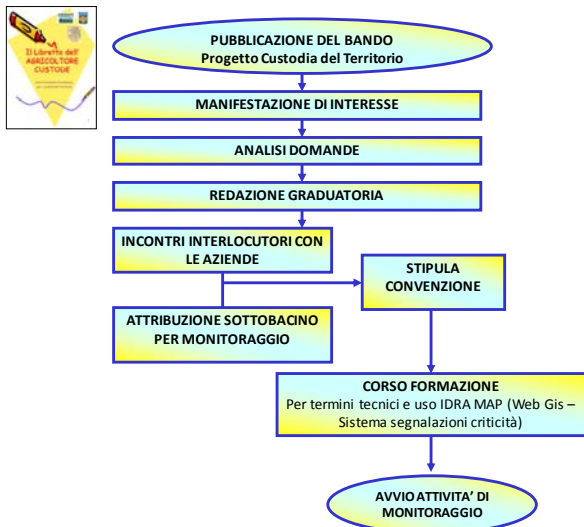 Il Libretto dell'
AGRICOLTORE
CUSTODE
PUBBLICAZIONE DEL BANDO
Progetto Custodia del Territorio
MANIFESTAZIONE DI INTERESSE
ANALISI DOMANDE
REDAZIONE GRADUATORIA
INCONTRI INTERLOCUTORI CON
LE AZIENDE
STIPULA
CONVENZIONE
ATTRIBUZIONE SOTTOBACINO
PER MONITORAGGIO
CORSO FORMAZIONE
Per termini tecnici e uso IDRA MAP (Web Gis –
Sistema segnalazioni criticità)
AVVIO ATTIVITA' DI
MONITORAGGIO